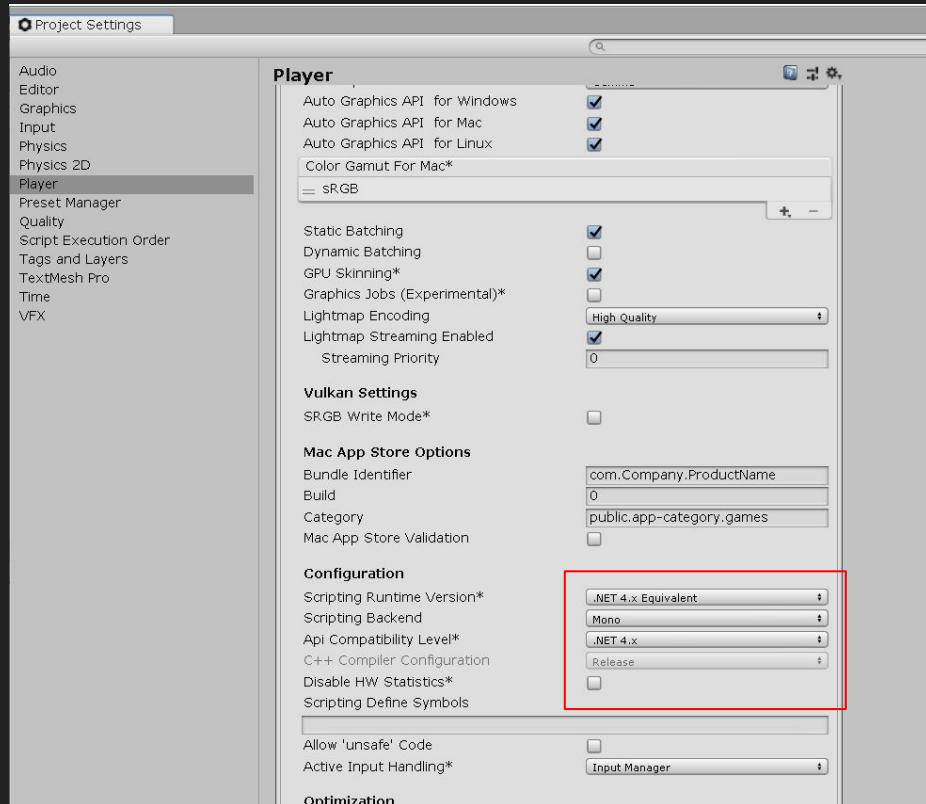 Project Settings
Audio
Editor
Graphics
Input
Physics
Physics 2D
Player
Preset Manager
Quality
Script Execution Order
Tags and Layers
TextMesh Pro
Time
VFX
Player
Auto Graphics API for Windows
Auto Graphics API for Mac
Auto Graphics API for Linux
Color Gamut For Mac*
= sRGB
+ −
Static Batching
Dynamic Batching
GPU Skinning*
Graphics Jobs (Experimental)*
Lightmap Encoding High Quality
Lightmap Streaming Enabled
Streaming Priority 0
Vulkan Settings
SRGB Write Mode*
Mac App Store Options
Bundle Identifier com.Company.ProductName
Build 0
Category public.app-category.games
Mac App Store Validation
Configuration
Scripting Runtime Version* .NET 4.x Equivalent
Scripting Backend Mono
Api Compatibility Level* .NET 4.x
C++ Compiler Configuration Release
Disable HW Statistics*
Scripting Define Symbols
Allow 'unsafe' Code
Active Input Handling* Input Manager
Optimization